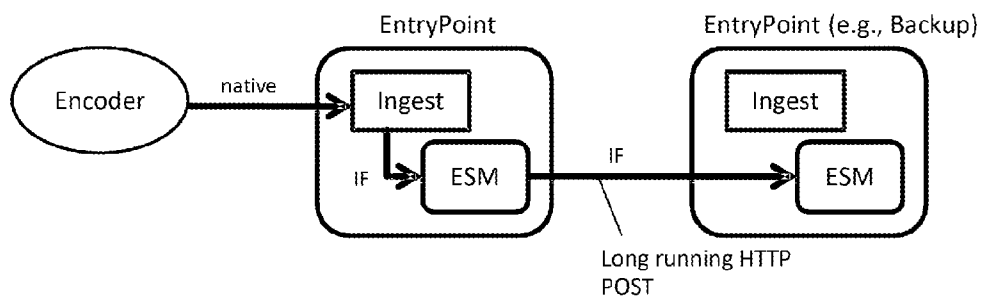 EntryPoint
EntryPoint (e.g., Backup)
Encoder
native
Ingest
Ingest
IF
ESM
IF
ESM
Long running HTTP
POST